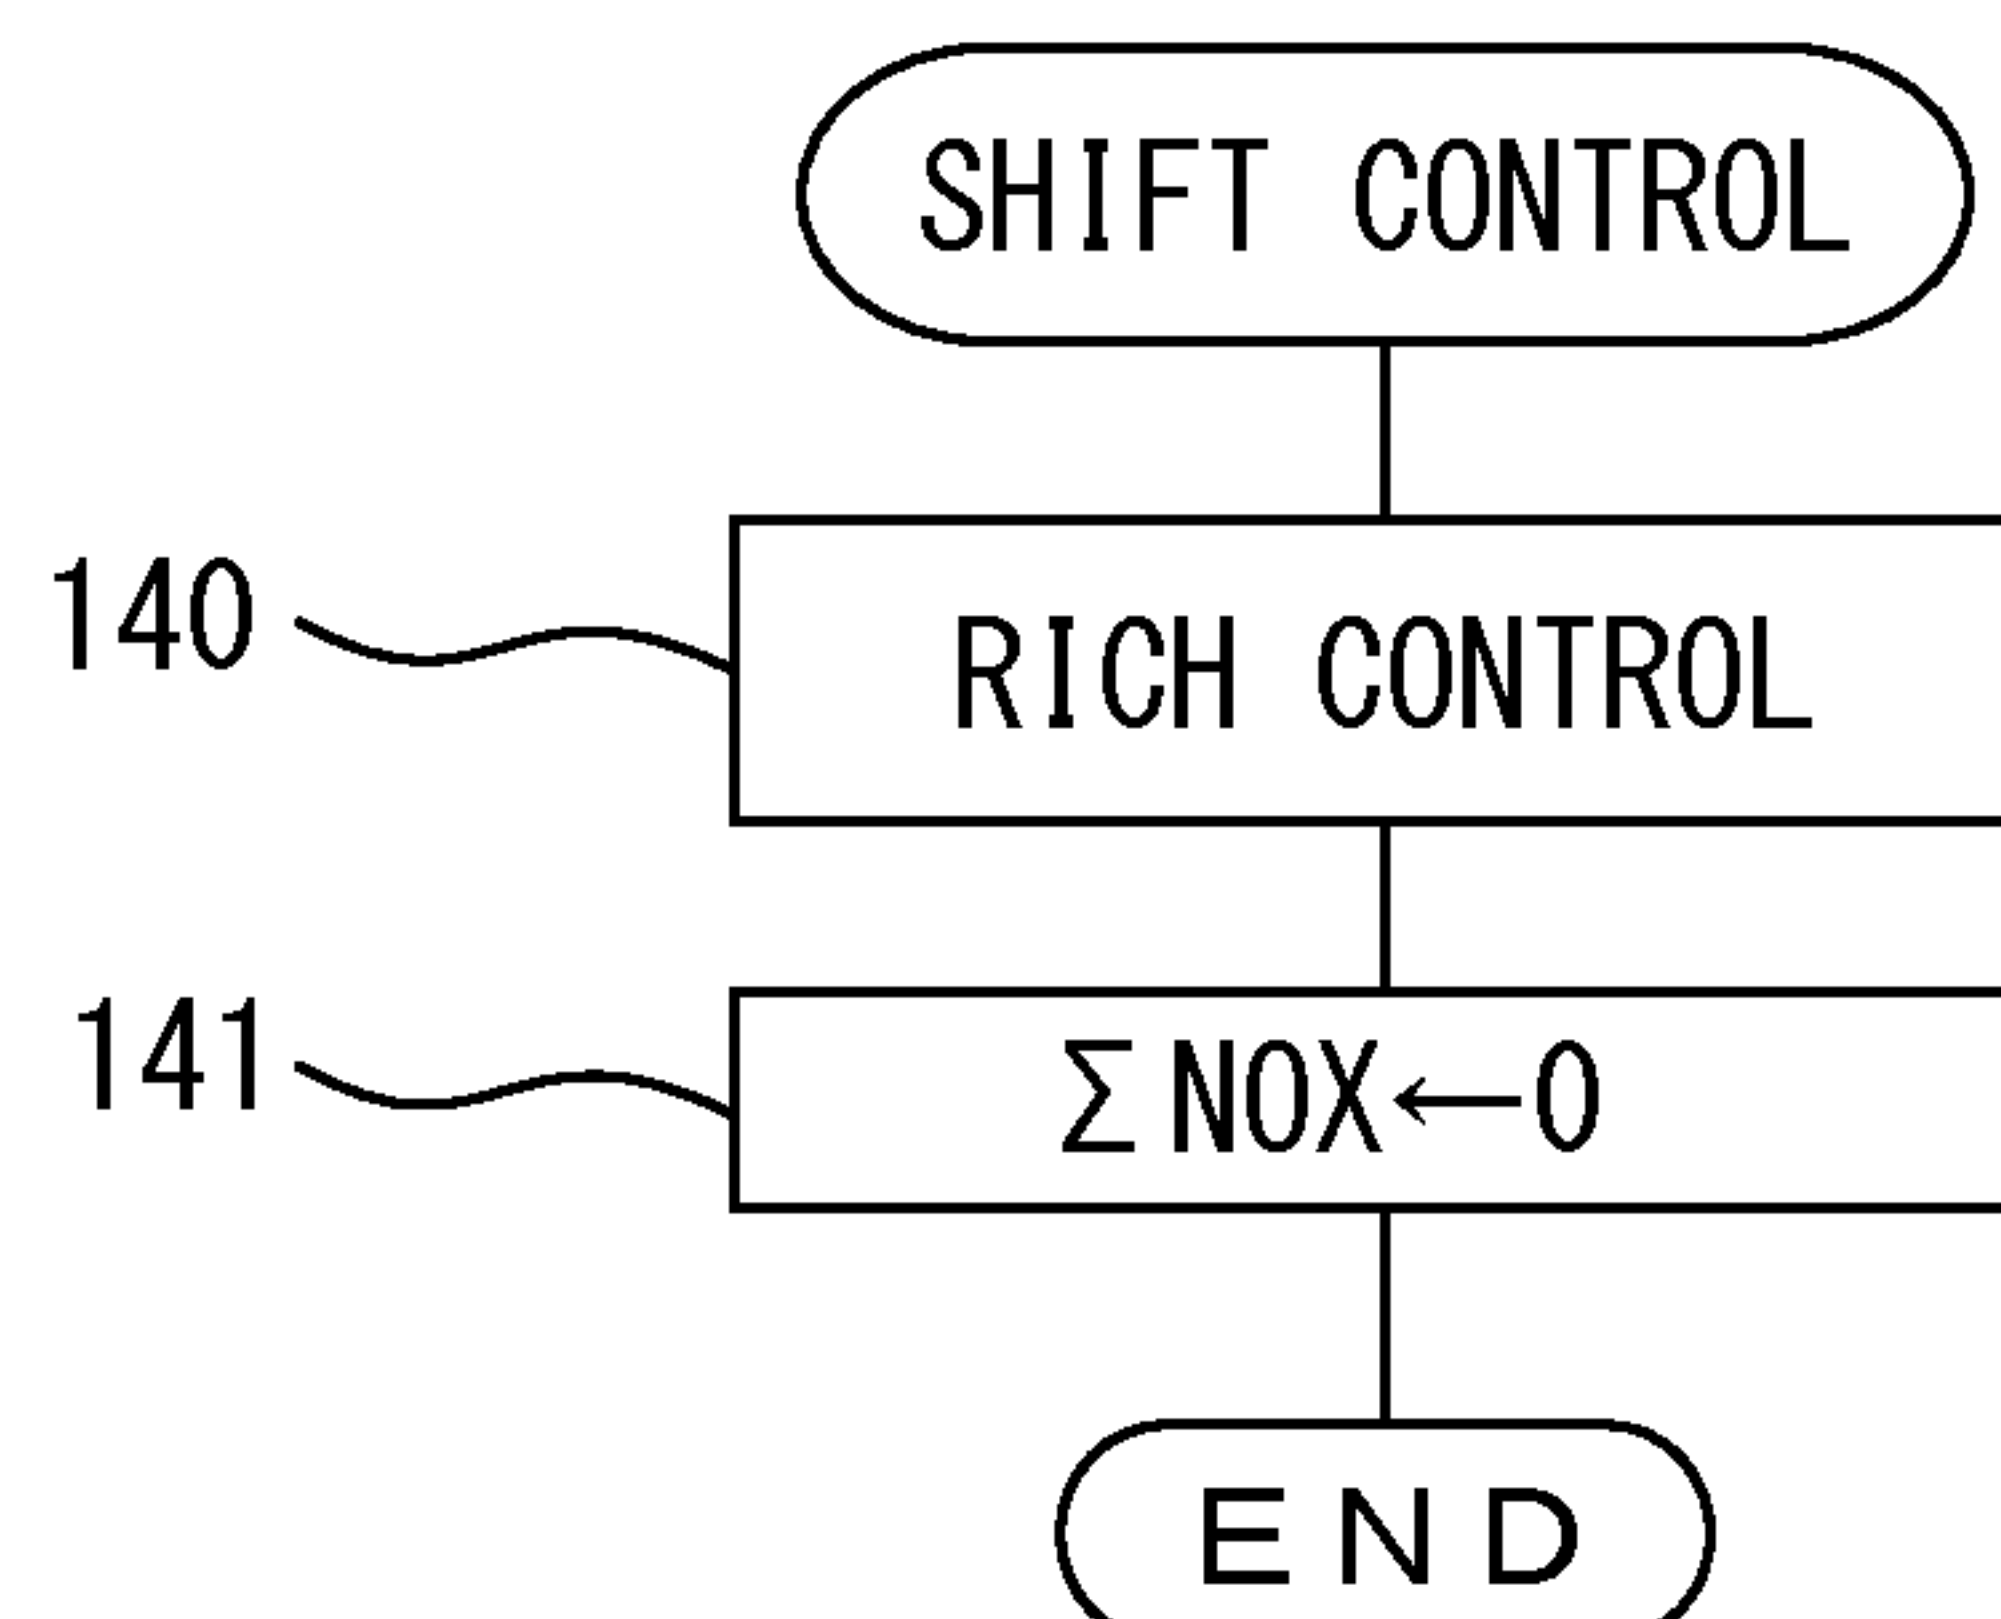 SHIFT CONTROL
140
RICH CONTROL
141
ΣNOX←0
END